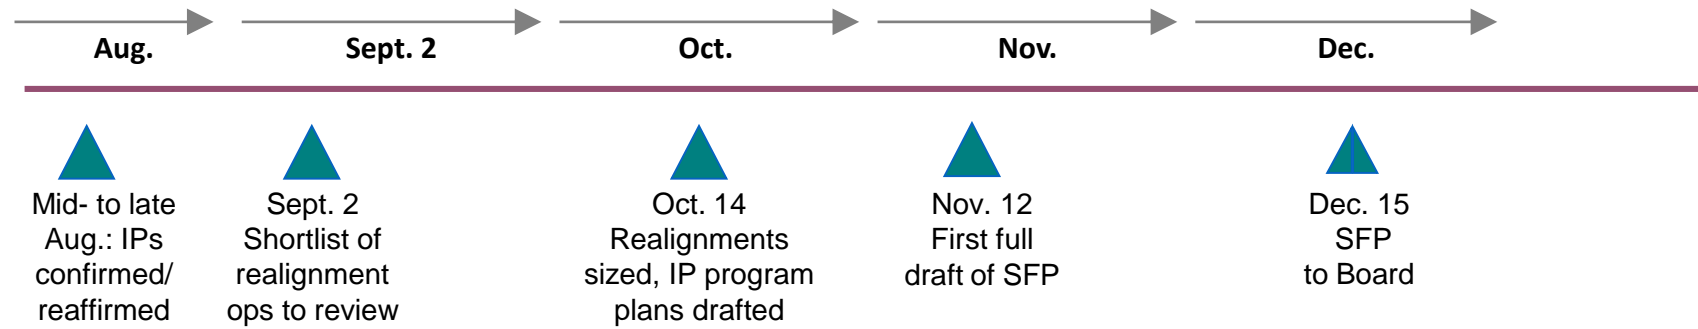 Aug.
Sept. 2
Oct.
Nov.
Dec.
Mid- to late
Aug.: IPs
confirmed/
reaffirmed
Sept. 2
Shortlist of
realignment
ops to review
Oct. 14
Realignments
sized, IP program
plans drafted
Nov. 12
First full
draft of SFP
Dec. 15
SFP
to Board